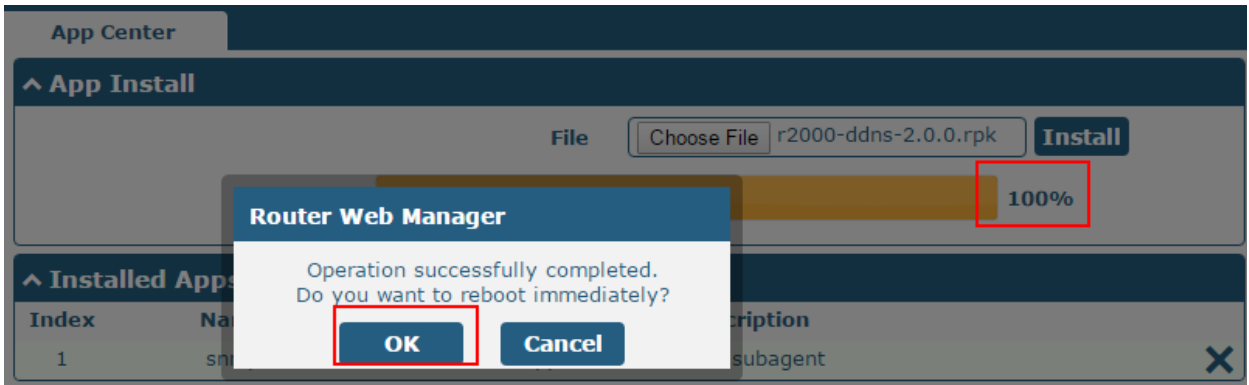 App Center
App Install
File Choose File r2000-ddns-2.0.0.rpk Install
100%
Router Web Manager
Operation successfully completed.
Do you want to reboot immediately?
OK Cancel
Installed Apps
Index
1 subagent